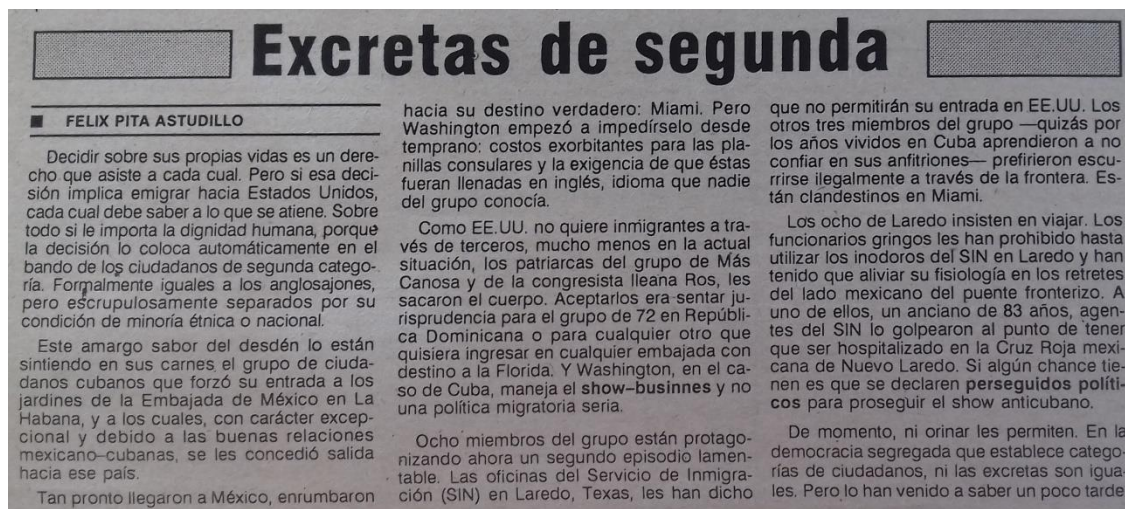 Excretas de segunda
■ FELIX PITA ASTUDILLO
Decidir sobre sus propias vidas es un dere-
cho que asiste a cada cual. Pero si esa deci-
sión implica emigrar hacia Estados Unidos,
cada cual debe saber a lo que se atiene. Sobre
todo si le importa la dignidad humana, porque
la decisión lo coloca automáticamente en el
bando de los ciudadanos de segunda catego-
ría. Formalmente iguales a los anglosajones,
pero escrupulosamente separados por su
condición de minoría étnica o nacional.
Este amargo sabor del desdén lo están
sintiendo en sus carnes el grupo de ciuda-
danos cubanos que forzó su entrada a los
jardines de la Embajada de México en La
Habana, y a los cuales, con carácter excep-
cional y debido a las buenas relaciones
mexicano-cubanas, se les concedió salida
hacia ese país.
Tan pronto llegaron a México, enrumbaron
hacia su destino verdadero: Miami. Pero
Washington empezó a impedírselo desde
temprano: costos exorbitantes para las pla-
nillas consulares y la exigencia de que éstas
fueran llenadas en inglés, idioma que nadie
del grupo conocía.
Como EE.UU. no quiere inmigrantes a tra-
vés de terceros, mucho menos en la actual
situación, los patriarcas del grupo de Más
Canosa y de la congresista Ileana Ros, les
sacaron el cuerpo. Aceptarlos era sentar ju-
risprudencia para el grupo de 72 en Repúbli-
ca Dominicana o para cualquier otro que
quisiera ingresar en cualquier embajada con
destino a la Florida. Y Washington, en el ca-
so de Cuba, maneja el show-businnes y no
una política migratoria seria.
Ocho miembros del grupo están protago-
nizando ahora un segundo episodio lamen-
table. Las oficinas del Servicio de Inmigra-
ción (SIN) en Laredo, Texas, les han dicho
que no permitirán su entrada en EE.UU. Los
otros tres miembros del grupo —quizás por
los años vividos en Cuba aprendieron a no
confiar en sus anfitriones— prefirieron escu-
rrirse ilegalmente a través de la frontera. Es-
tán clandestinos en Miami.
Los ocho de Laredo insisten en viajar. Los
funcionarios gringos les han prohibido hasta
utilizar los inodoros del SIN en Laredo y han
tenido que aliviar su fisiología en los retretes
del lado mexicano del puente fronterizo. A
uno de ellos, un anciano de 83 años, agen-
tes del SIN lo golpearon al punto de tener
que ser hospitalizado en la Cruz Roja mexi-
cana de Nuevo Laredo. Si algún chance tie-
nen es que se declaren perseguidos políti-
cos para proseguir el show anticubano.
De momento, ni orinar les permiten. En la
democracia segregada que establece catego-
rías de ciudadanos, ni las excretas son igua-
les. Pero lo han venido a saber un poco tarde